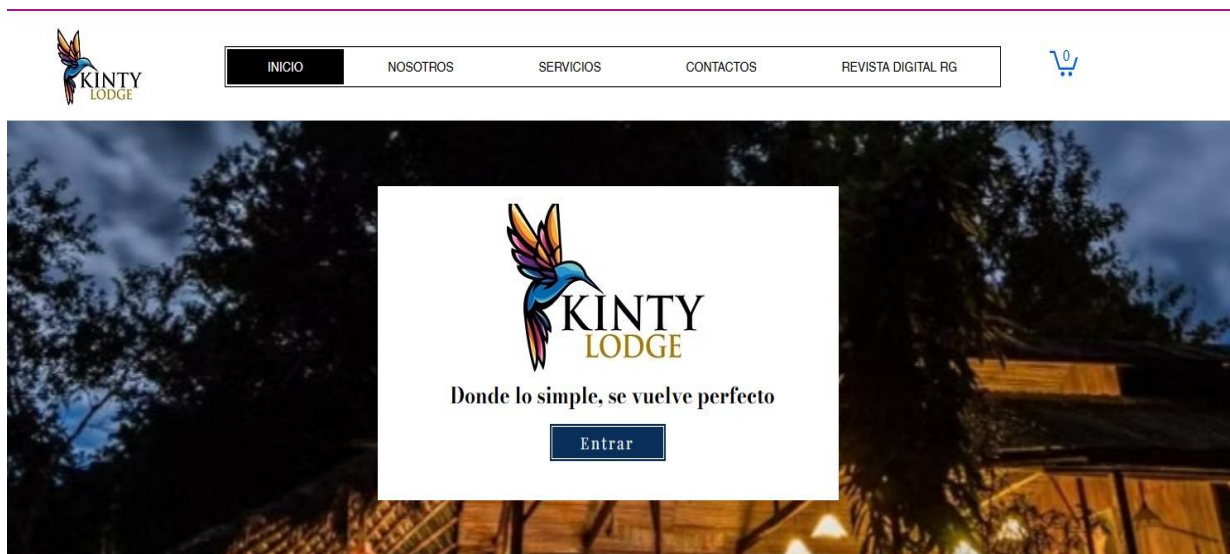 KINTY
LODGE
INICIO NOSOTROS SERVICIOS CONTACTOS REVISTA DIGITAL RG
0
KINTY
LODGE
Donde lo simple, se vuelve perfecto
Entrar